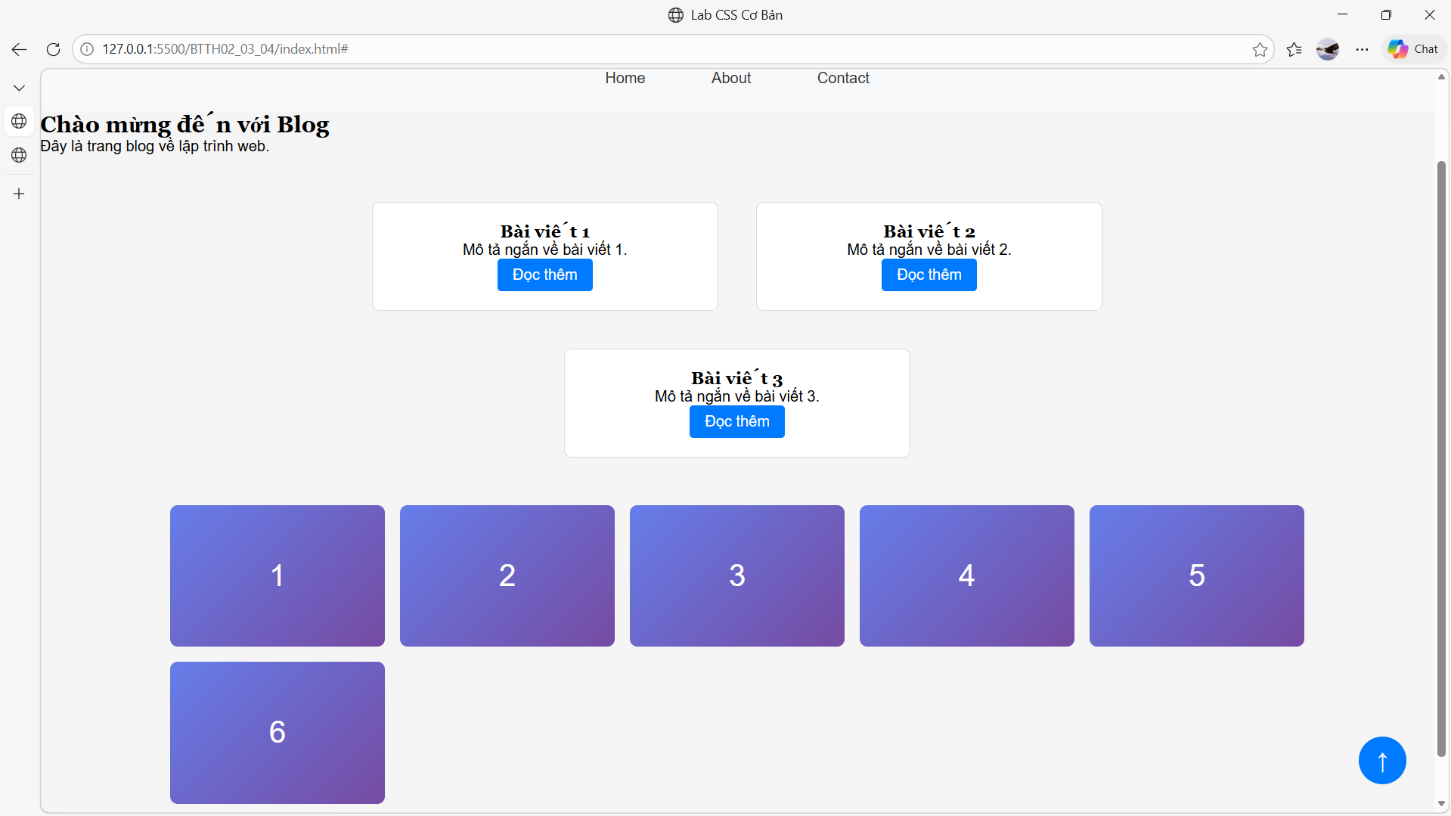 Lab CSS Cơ Bản
127.0.0.1:5500/BTTH02_03_04/index.html#
Chat
Home About Contact
Chào mừng đến với Blog
Đây là trang blog về lập trình web.
Bài viết 1
Mô tả ngắn về bài viết 1.
Đọc thêm
Bài viết 2
Mô tả ngắn về bài viết 2.
Đọc thêm
Bài viết 3
Mô tả ngắn về bài viết 3.
Đọc thêm
1
2
3
4
5
6
↑